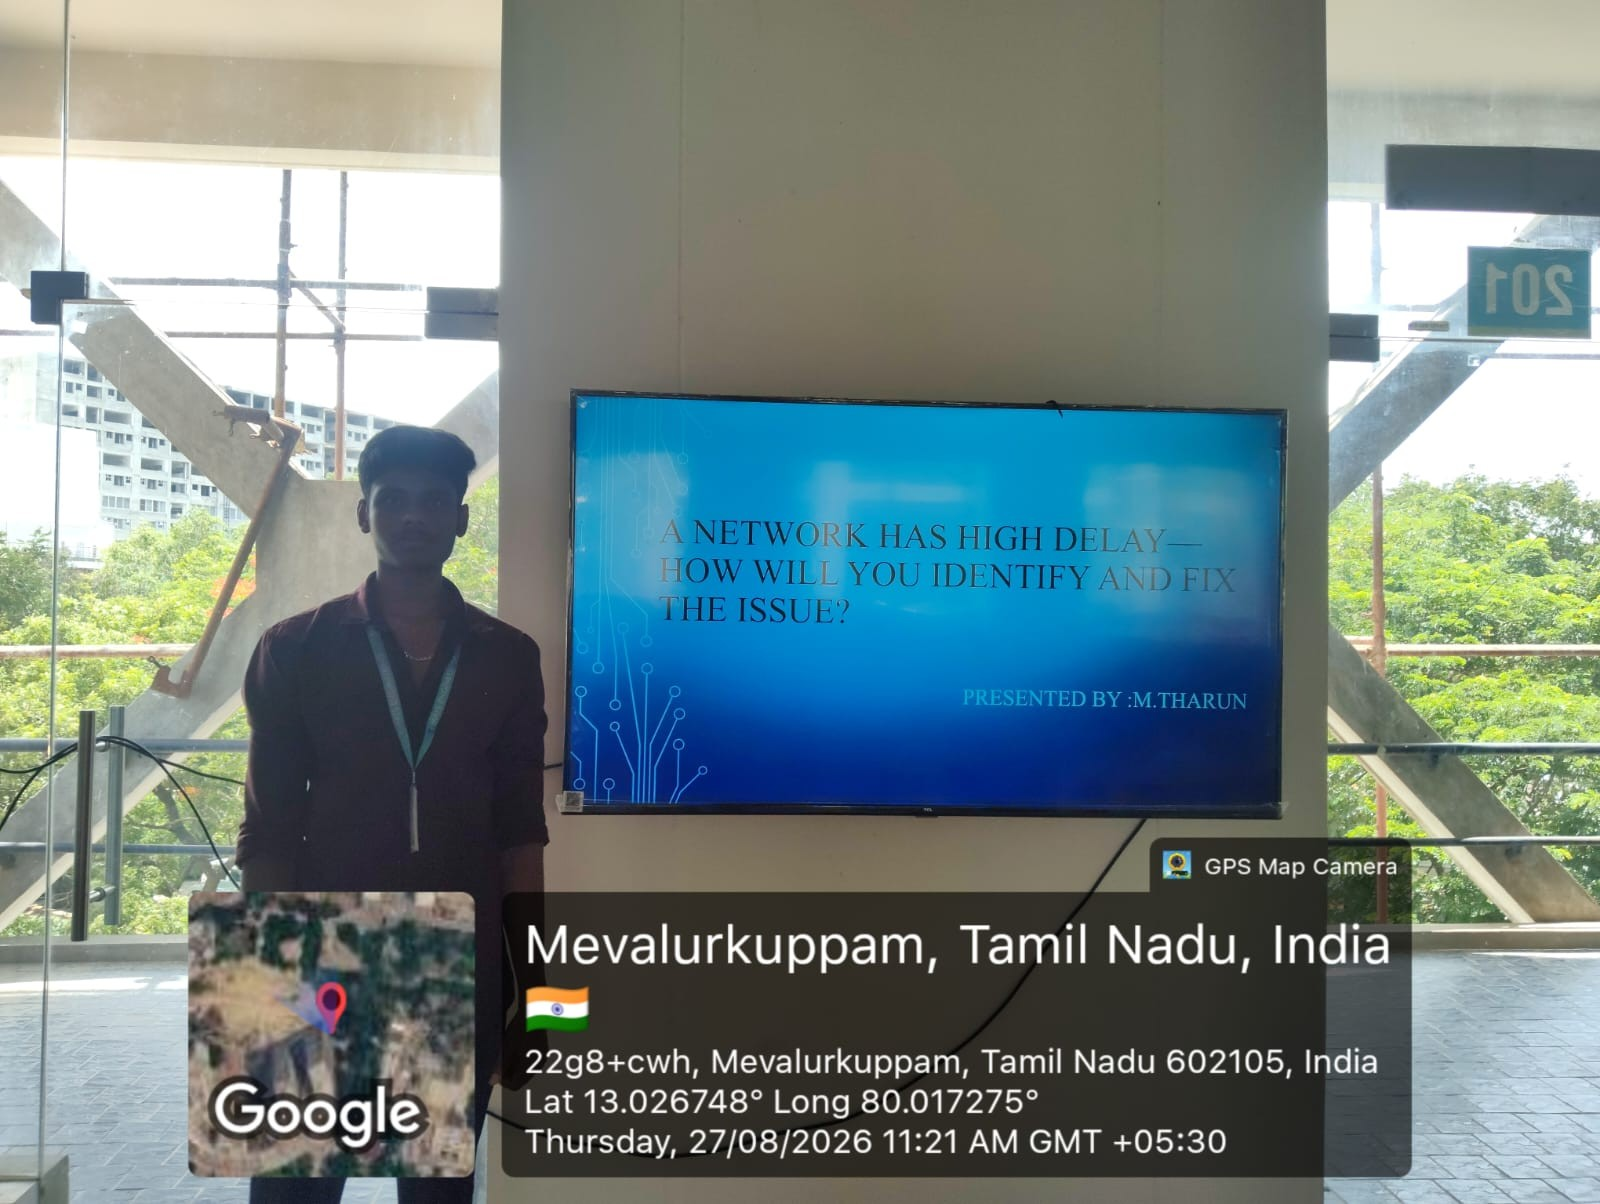 201
A NETWORK HAS HIGH DELAY—
HOW WILL YOU IDENTIFY AND FIX
THE ISSUE?
PRESENTED BY :M.THARUN
TCL
GPS Map Camera
Mevalurkuppam, Tamil Nadu, India
22g8+cwh, Mevalurkuppam, Tamil Nadu 602105, India
Lat 13.026748° Long 80.017275°
Thursday, 27/08/2026 11:21 AM GMT +05:30
Google